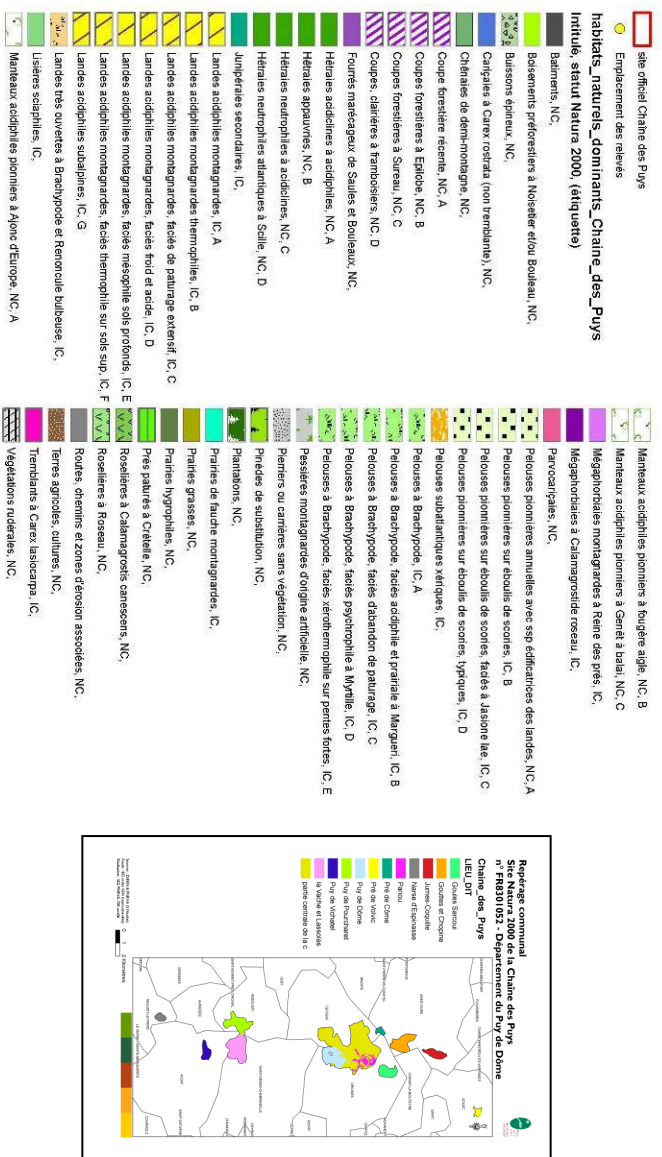 site officiel Chaîne des Puys
Emplacement des relevés
habitats_naturels_dominants_Chaine_des_Puys
Intitulé, statut Natura 2000, (étiquette)
Batiments, NC,
Boisements préforestiers à Noisetier et/ou Bouleau, NC,
Buissons épineux, NC,
Cariçaies à Carex rostrata (non tremblante), NC,
Chênaies de demi-montagne, NC,
Coupe forestière récente, NC, A
Coupes forestières à Epilobe, NC, B
Coupes forestières à Sureau, NC, C
Coupes, clairières à framboisiers, NC, D
Fourrés marécageux de Saules et Bouleaux, NC,
Hêtraies acidiclines à acidiphiles, NC, A
Hêtraies appauvries, NC, B
Hêtraies neutrophiles à acidiclines, NC, C
Hêtraies neutrophiles atlantiques à Scille, NC, D
Junipéraies secondaires, IC,
Landes acidiphiles montagnardes, IC, A
Landes acidiphiles montagnardes thermophiles, IC, B
Landes acidiphiles montagnardes, faciès de paturage extensif, IC, C
Landes acidiphiles montagnardes, faciès froid et acide, IC, D
Landes acidiphiles montagnardes, faciès mésophile sols profonds, IC, E
Landes acidiphiles montagnardes, faciès thermophile sur sols sup, IC, F
Landes acidiphiles subalpines, IC, G
Landes très ouvertes à Brachypode et Renoncule bulbeuse, IC,
Lisières sciaphiles, IC,
Manteaux acidiphiles pionniers à Ajonc d'Europe, NC, A
Manteaux acidiphiles pionniers à fougère aigle, NC, B
Manteaux acidiphiles pionniers à Genêt à balai, NC, C
Mégaphorbiaies montagnardes à Reine des prés, IC,
Mégaphorbiaies à Calamagrostide roseau, IC,
Parvocariçaies, NC,
Pelouses pionnières annuelles avec ssp édificatrices des landes, NC, A
Pelouses pionnières sur éboulis de scories, IC, B
Pelouses pionnières sur éboulis de scories, faciès à Jasione lae, IC, C
Pelouses pionnières sur éboulis de scories, typiques, IC, D
Pelouses subatlantiques xériques, IC,
Pelouses à Brachypode, IC, A
Pelouses à Brachypode, faciès acidiphile et prairiale à Margueri, IC, B
Pelouses à Brachypode, faciès d'abandon de paturage, IC, C
Pelouses à Brachypode, faciès psychrophile à Myrtille, IC, D
Pelouses à Brachypode, faciès xérothermophile sur pentes fortes, IC, E
Pessières montagnardes d'origine artificielle, NC,
Pierriers ou carrières sans végétation, NC,
Pinèdes de substitution, NC,
Plantations, NC,
Prairies de fauche montagnardes, IC,
Prairies grasses, NC,
Prairies hygrophiles, NC,
Prés paturés à Crételle, NC,
Roselières à Calamagrostis canescens, NC,
Roselières à Roseau, NC,
Routes, chemins et zones d'érosion associées, NC,
Terres agricoles, cultures, NC,
Tremblants à Carex lasiocarpa, IC,
Végétations rudérales, NC,
Repérage communal
Site Natura 2000 de la Chaîne des Puys
n° FR8301052 - Département du Puy de Dôme
Chaine_des_Puys
LIEU_DIT
Goules Sarcoui
Gouttes et Chopine
Jumes-Coquille
Narse d'Espinasse
Pariou
Pré de Côme
Pré de Volvic
Puy de Dôme
Puy de Pourcharet
Puy de Vichatel
la Vache et Lassolas
partie centrale de la c